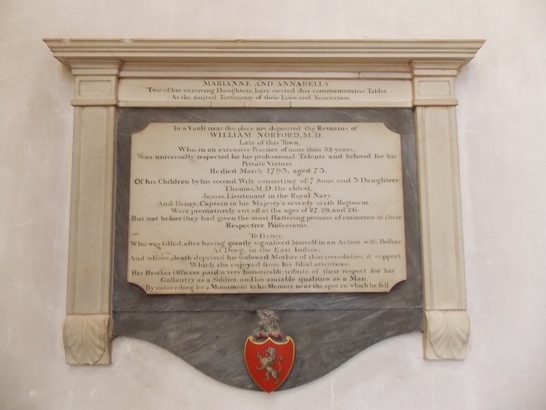 MARIANNE AND ANNABELLA
Two of his surviving Daughters, have erected this commemorative Tablet
As the united Testimony of their Love and Veneration.
In a Vault near this place are deposited the Remains of
WILLIAM NORFORD, M.D.
Late of this Town,
Who, in an extensive Practice of more than 52 years,
Was universally respected for his professional Talents and beloved for his
Private Virtues.
He died March 1793, aged 75.
Of his Children by his second Wife consisting of 7 Sons and 3 Daughters
Thomas, M.D. the eldest,
James, Lieutenant in the Royal Navy,
And Henry, Captain in his Majesty's seventy sixth Regiment,
Were prematurely cut off at the ages of 27, 29, and 26.
But not before they had given the most flattering promise of eminence in their
Respective Professions.
To Henry,
Who was killed, after having greatly signalised himself in an Action with
At Deeg, in the East Indies;
And whose death deprived his widowed Mother of that consolation & support
Which she enjoyed from his filial attentions,
His Brother Officers paid a very honourable tribute of their respect for his
Gallantry as a Soldier, and his amiable qualities as a Man,
By subscribing for a Monument to his Memory near the spot on which he fell.